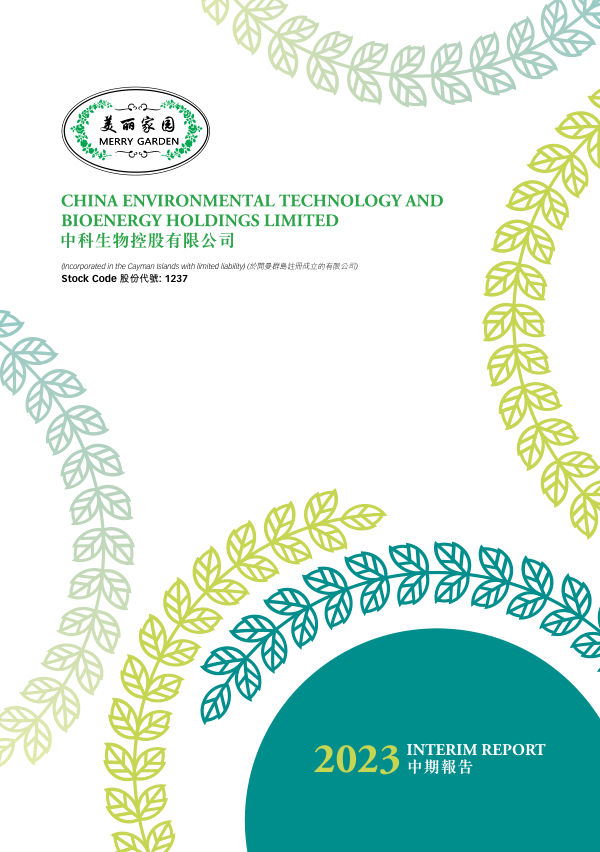 美丽家园
MERRY GARDEN
CHINA ENVIRONMENTAL TECHNOLOGY AND
BIOENERGY HOLDINGS LIMITED
中科生物控股有限公司
(Incorporated in the Cayman Islands with limited liability) (於開曼群島註冊成立的有限公司)
Stock Code 股份代號: 1237
2023 INTERIM REPORT
中期報告